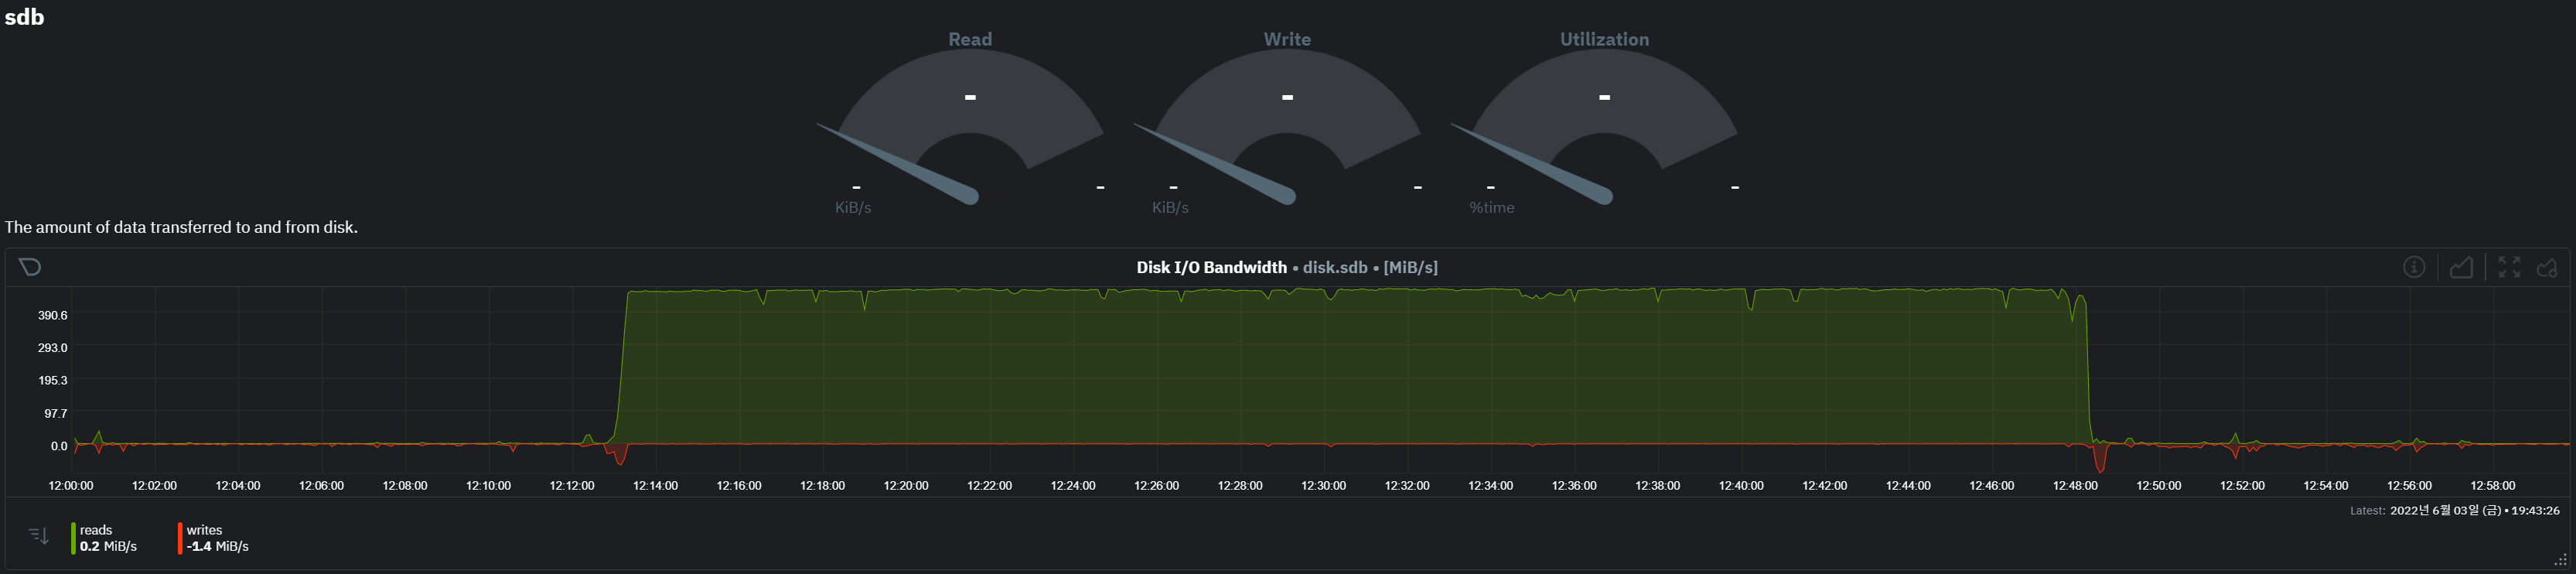 sdb
Read Write Utilization
- - -
- - - - - -
KiB/s KiB/s %time
The amount of data transferred to and from disk.
Disk I/O Bandwidth • disk.sdb • [MiB/s]
390.6
293.0
195.3
97.7
0.0
12:00:00 12:02:00 12:04:00 12:06:00 12:08:00 12:10:00 12:12:00 12:14:00 12:16:00 12:18:00 12:20:00 12:22:00 12:24:00 12:26:00 12:28:00 12:30:00 12:32:00 12:34:00 12:36:00 12:38:00 12:40:00 12:42:00 12:44:00 12:46:00 12:48:00 12:50:00 12:52:00 12:54:00 12:56:00 12:58:00
Latest: 2022년 6월 03일 (금) • 19:43:26
reads writes
0.2 MiB/s -1.4 MiB/s